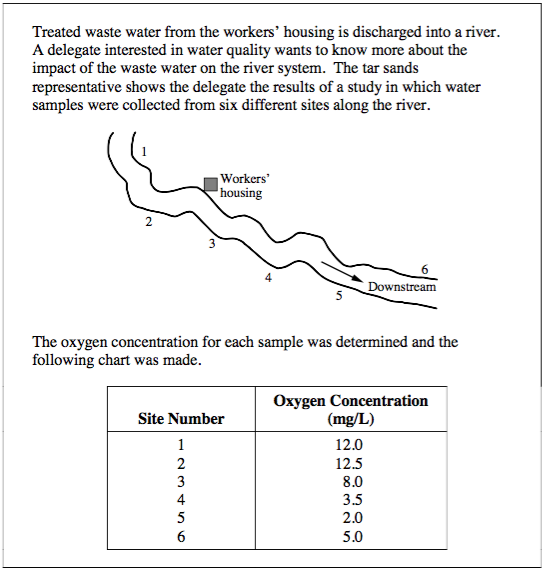 Treated waste water from the workers' housing is discharged into a river.
A delegate interested in water quality wants to know more about the
impact of the waste water on the river system. The tar sands
representative shows the delegate the results of a study in which water
samples were collected from six different sites along the river.
1
Workers'
housing
2
3
4
6
Downstream
5
The oxygen concentration for each sample was determined and the
following chart was made.
Site Number Oxygen Concentration
(mg/L)
1 12.0
2 12.5
3 8.0
4 3.5
5 2.0
6 5.0